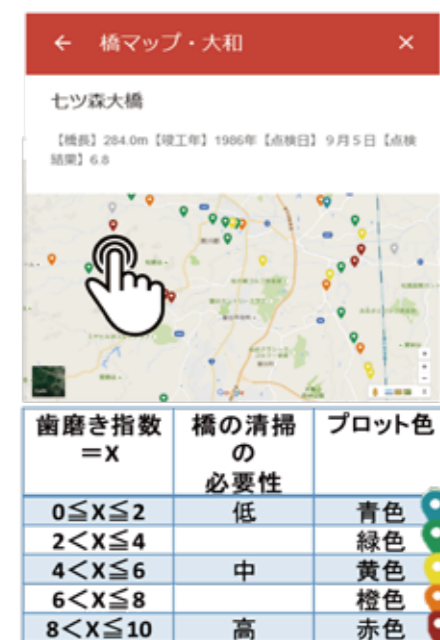 ← 橋マップ・大和 ×
七ツ森大橋
【橋長】284.0m【竣工年】1986年【点検日】9月5日【点検
結果】6.8
Google
歯磨き指数 橋の清掃 プロット色
=X の
必要性
0≦X≦2 低 青色
2<X≦4 緑色
4<X≦6 中 黄色
6<X≦8 橙色
8<X≦10 高 赤色